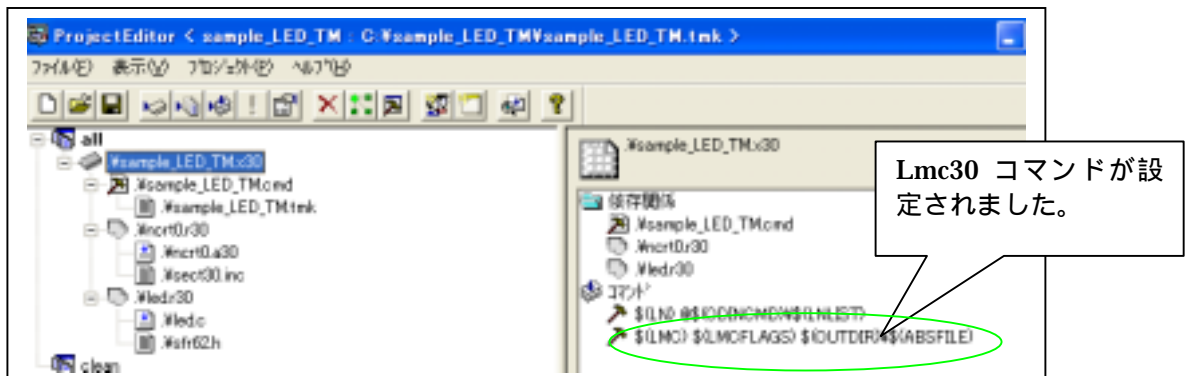 ProjectEditor < sample_LED_TM : C:¥sample_LED_TM¥sample_LED_TM.tmk >
ファイル(F) 表示(V) プロジェクト(P) ヘルプ(H)
all
.¥sample_LED_TM.x30
.¥sample_LED_TM.cmd
.¥sample_LED_TM.tmk
.¥ncrt0.r30
.¥ncrt0.a30
.¥sect30.inc
.¥led.r30
.¥led.c
.¥sfr62.h
clean
.¥sample_LED_TM.x30
依存関係
.¥sample_LED_TM.cmd
.¥ncrt0.r30
.¥led.r30
コマンド
$(LMC) $(LMCFLAGS) $(OUTDIR)¥$(ABSFILE)
Lmc30 コマンドが設
定されました。